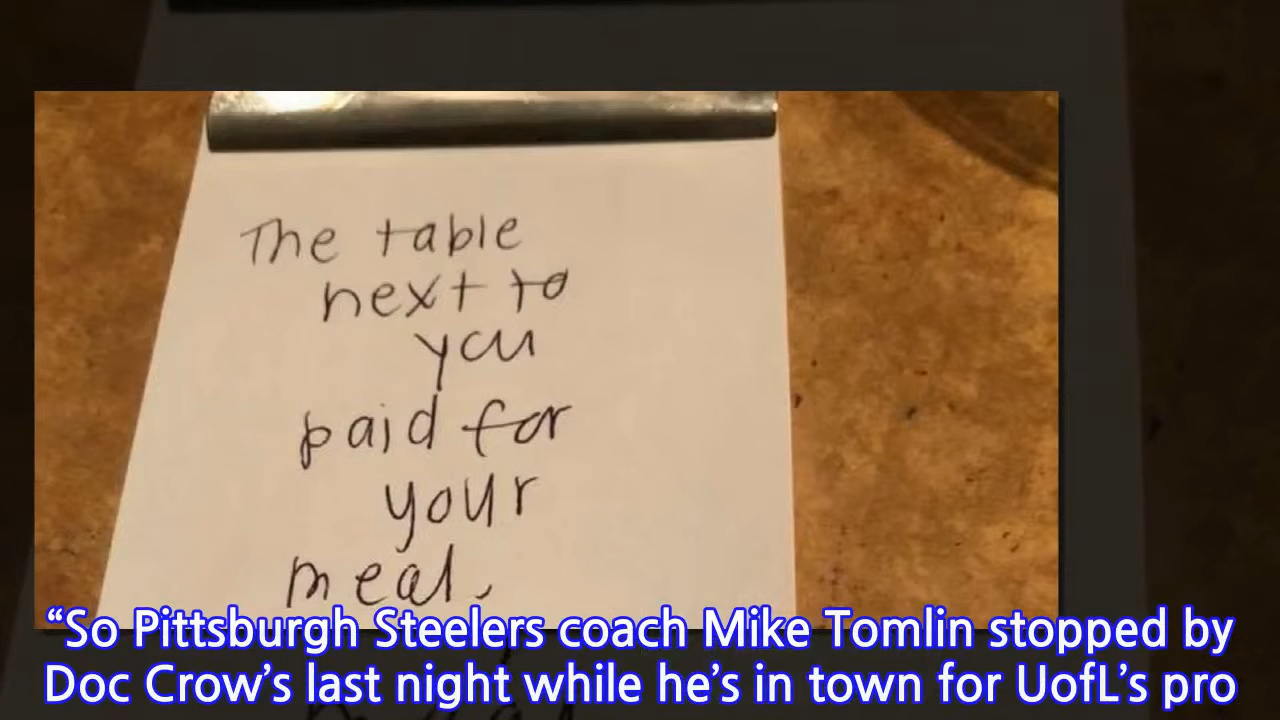 The table
next to
you
paid for
your
meal.
“So Pittsburgh Steelers coach Mike Tomlin stopped by
Doc Crow’s last night while he’s in town for UofL’s pro